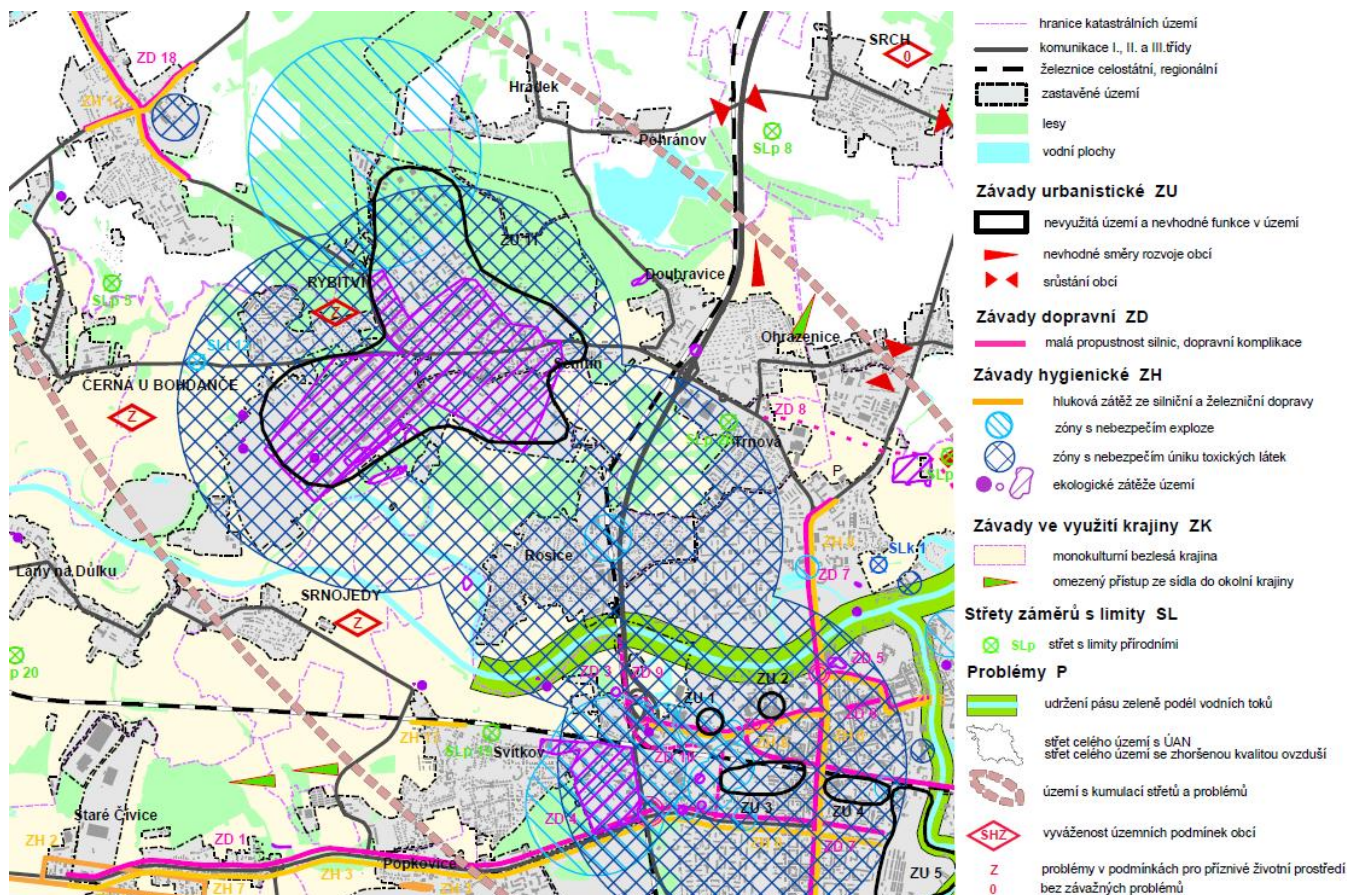 SRCH
0
ZD 18
ZH 13
Hrádek
Pohránov
SLp 8
ZU 11
Doubravice
RYBITVÍ
Z
SLp 5
Ohrazenice
Semtín
ČERNÁ U BOHDANČE
Z
ZD 8
Trnová
P
Rosice
SLk 1
ZD 7
Lány na Důlku
SRNOJEDY
Z
p 20
ZD 3
ZD 9
ZD 5
ZU 1
ZU 2
Svítkov
ZU 3
ZU 4
Staré Čívice
ZD 1
ZH 2
ZH 3
ZH 7
Popkovice
ZU 5
hranice katastrálních území
komunikace I., II. a III.třídy
železnice celostátní, regionální
zastavěné území
lesy
vodní plochy
Závady urbanistické ZU
nevyužitá území a nevhodné funkce v území
nevhodné směry rozvoje obcí
srůstání obcí
Závady dopravní ZD
malá propustnost silnic, dopravní komplikace
Závady hygienické ZH
hluková zátěž ze silniční a železniční dopravy
zóny s nebezpečím exploze
zóny s nebezpečím úniku toxických látek
ekologické zátěže území
Závady ve využití krajiny ZK
monokulturní bezlesá krajina
omezený přístup ze sídla do okolní krajiny
Střety záměrů s limity SL
SLp střet s limity přírodními
Problémy P
udržení pásu zeleně podél vodních toků
střet celého území s ÚAN
střet celého území se zhoršenou kvalitou ovzduší
území s kumulací střetů a problémů
SHZ vyváženost územních podmínek obcí
Z problémy v podmínkách pro příznivé životní prostředí
0 bez závažných problémů